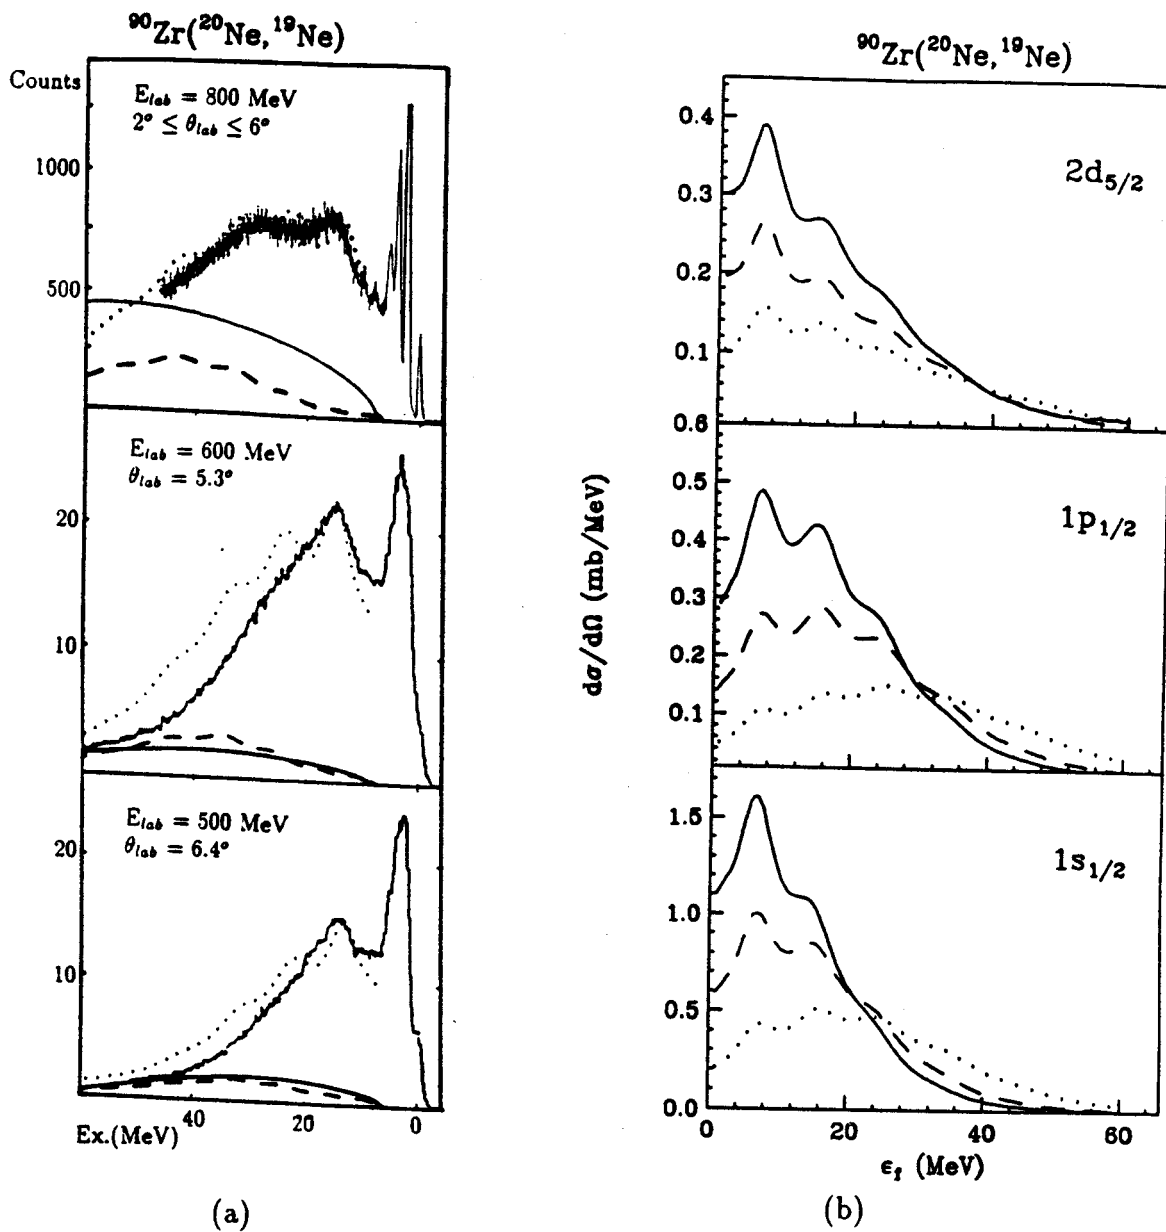 ⁹⁰Zr(²⁰Ne,¹⁹Ne)
Counts
E_lab = 800 MeV
2° ≤ θ_lab ≤ 6°
1000
500
E_lab = 600 MeV
θ_lab = 5.3°
20
10
E_lab = 500 MeV
θ_lab = 6.4°
20
10
40 20 0
Ex.(MeV)
(a)
⁹⁰Zr(²⁰Ne,¹⁹Ne)
2d₅/₂
0.4
0.3
0.2
0.1
0.6
1p₁/₂
0.5
0.4
0.3
0.2
0.1
dσ/dΩ (mb/MeV)
1s₁/₂
1.5
1.0
0.5
0.0
0 20 40 60
ϵ_f (MeV)
(b)